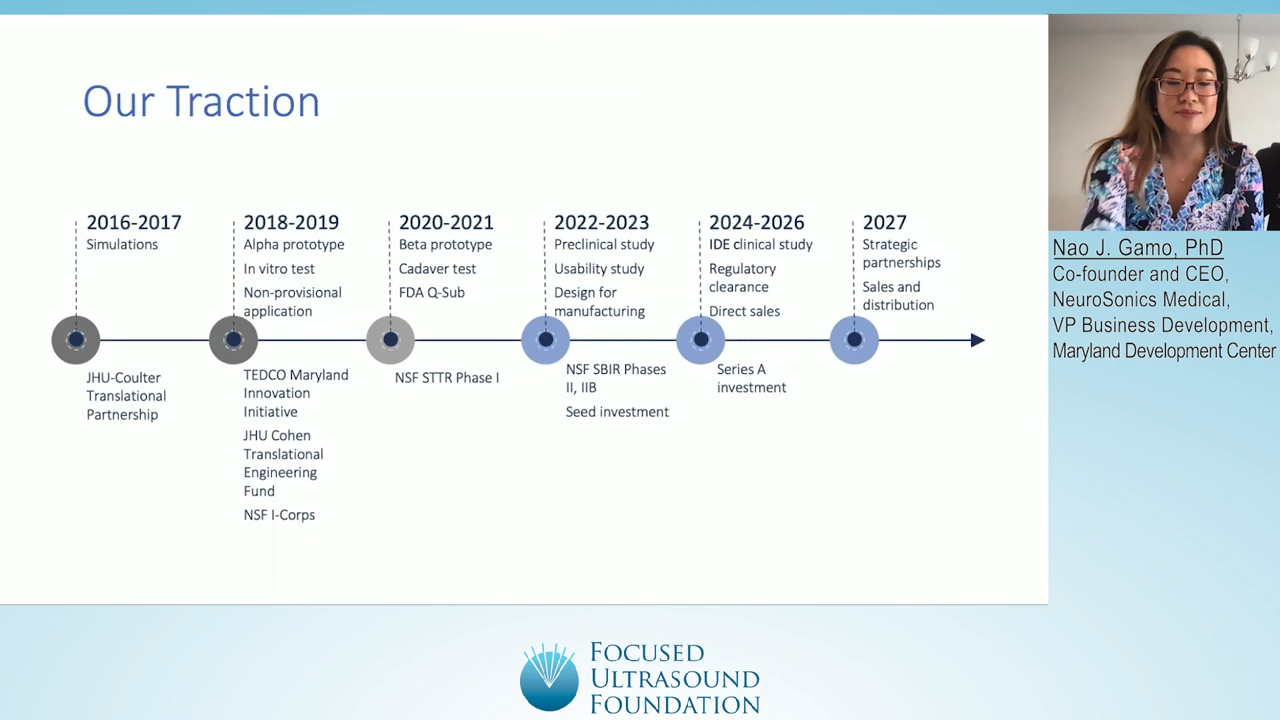 Our Traction
2016-2017
Simulations
JHU-Coulter
Translational
Partnership
2018-2019
Alpha prototype
In vitro test
Non-provisional
application
TEDCO Maryland
Innovation
Initiative
JHU Cohen
Translational
Engineering
Fund
NSF I-Corps
2020-2021
Beta prototype
Cadaver test
FDA Q-Sub
NSF STTR Phase I
2022-2023
Preclinical study
Usability study
Design for
manufacturing
NSF SBIR Phases
II, IIB
Seed investment
2024-2026
IDE clinical study
Regulatory
clearance
Direct sales
Series A
investment
2027
Strategic
partnerships
Sales and
distribution
Nao J. Gamo, PhD
Co-founder and CEO,
NeuroSonics Medical,
VP Business Development,
Maryland Development Center
FOCUSED
ULTRASOUND
FOUNDATION